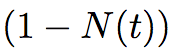 (1 − N(t))